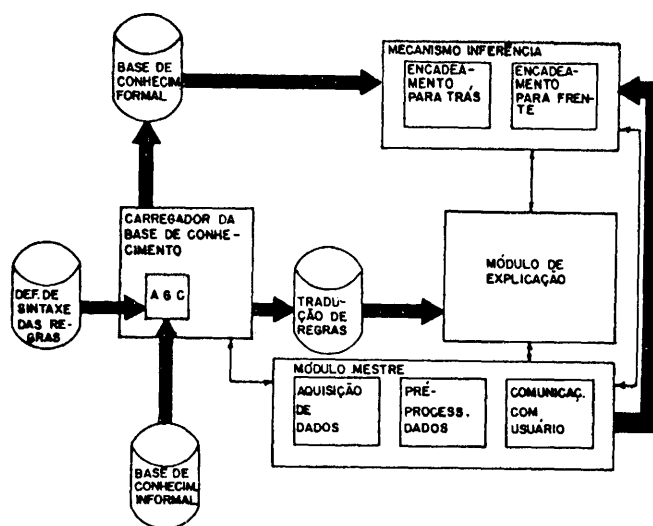 BASE DE
CONHECIM.
FORMAL
MECANISMO INFERÊNCIA
ENCADEA-
MENTO
PARA TRÁS
ENCADEA-
MENTO
PARA FREN-
TE
CARREGADOR DA
BASE DE CONHE-
CIMENTO
A G C
DEF. DE
SINTAXE
DAS RE-
GRAS
TRADU-
ÇÃO DE
REGRAS
MÓDULO DE
EXPLICAÇÃO
MÓDULO MESTRE
AQUISIÇÃO
DE
DADOS
PRÉ-
PROCESS.
DADOS
COMUNICAÇ.
COM
USUÁRIO
BASE DE
CONHECIM.
INFORMAL